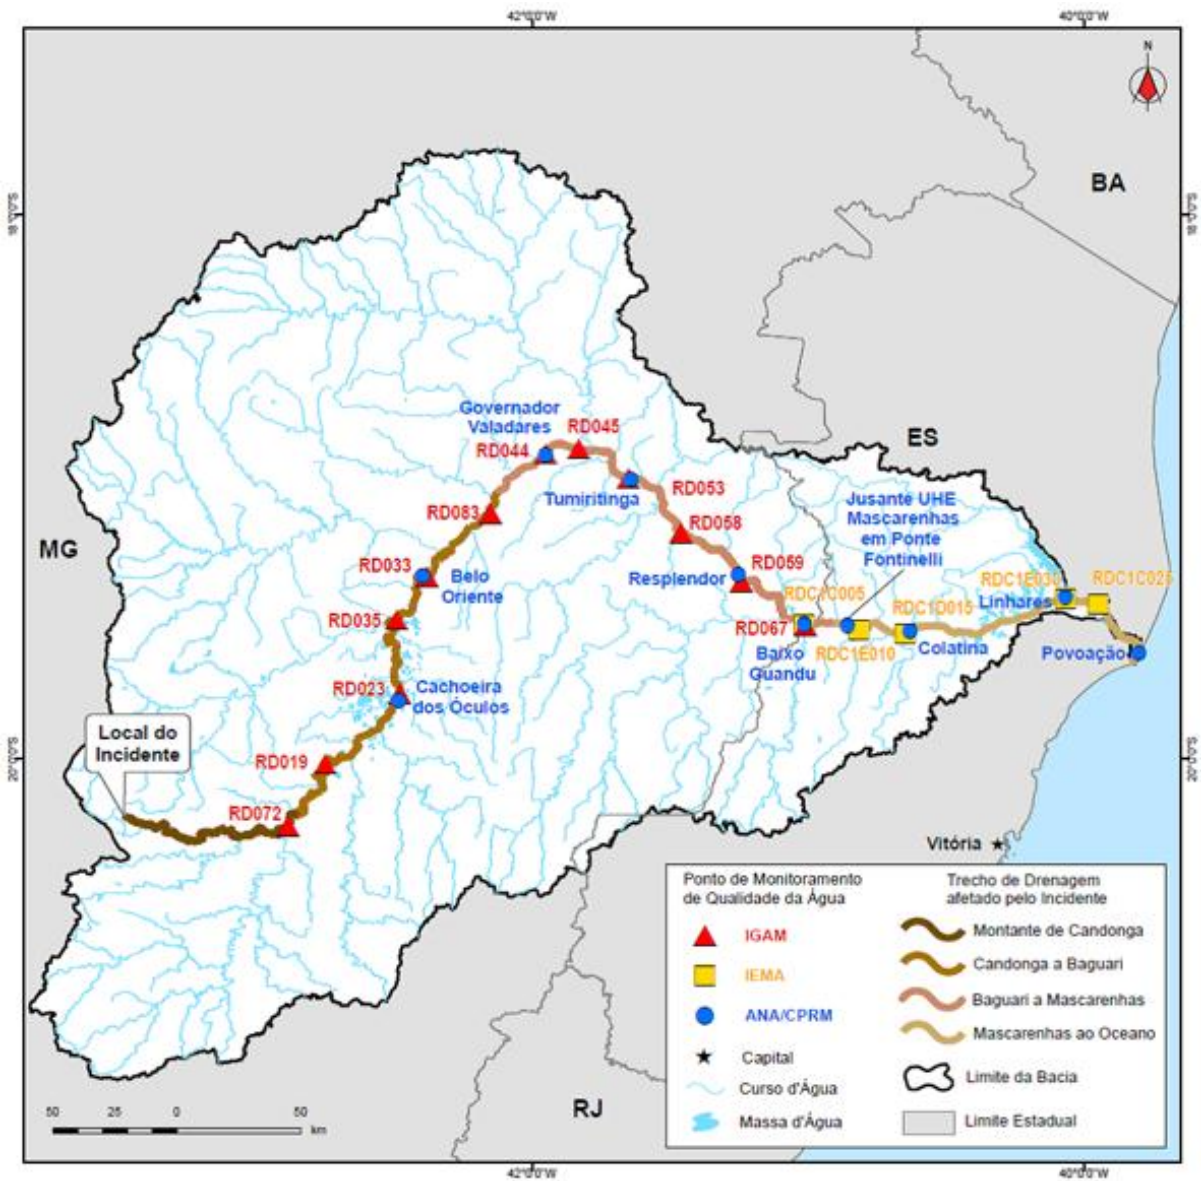 42°0'0"W
40°0'0"W
N
BA
18°0'0"S
18°0'0"S
Governador
Valadares
RD045
RD044
ES
Tumiritinga
RD053
Jusante UHE
Mascarenhas
em Ponte
Fontinelli
RD083
RD058
MG
RD033
Belo
Oriente
Resplendor
RD059
RDC1E030
RDC1C025
RDC1C005
Linhares
RDC1D015
RD035
RD067
Baixo
Guandu
RDC1E010
Colatina
Povoação
RD023
Cachoeira
dos Óculos
Local do
Incidente
RD019
20°0'0"S
20°0'0"S
RD072
Vitória
Ponto de Monitoramento
de Qualidade da Água
IGAM
IEMA
ANA/CPRM
Capital
Curso d'Água
Massa d'Água
Trecho de Drenagem
afetado pelo Incidente
Montante de Candonga
Candonga a Baguari
Baguari a Mascarenhas
Mascarenhas ao Oceano
Limite da Bacia
Limite Estadual
RJ
50 25 0 50
km
42°0'0"W
40°0'0"W